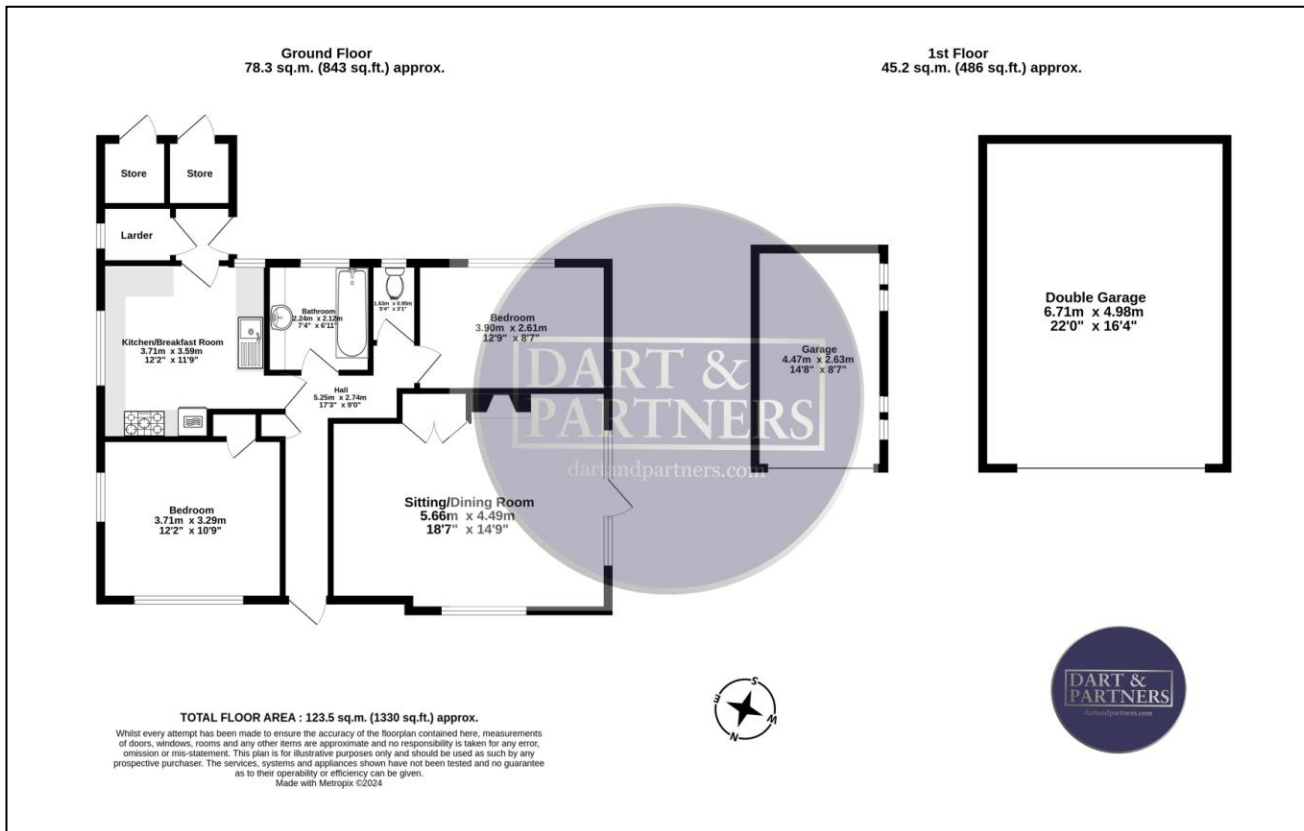 Ground Floor
78.3 sq.m. (843 sq.ft.) approx.
1st Floor
45.2 sq.m. (486 sq.ft.) approx.
Store
Store
Larder
Kitchen/Breakfast Room
3.71m x 3.59m
12'2" x 11'9"
Bathroom
2.24m x 2.12m
7'4" x 6'11"
1.63m x 0.95m
5'4" x 3'1"
Bedroom
3.90m x 2.61m
12'9" x 8'7"
Hall
5.25m x 2.74m
17'3" x 9'0"
Bedroom
3.71m x 3.29m
12'2" x 10'9"
Sitting/Dining Room
5.66m x 4.49m
18'7" x 14'9"
Garage
4.47m x 2.63m
14'8" x 8'7"
Double Garage
6.71m x 4.98m
22'0" x 16'4"
DART &
PARTNERS
dartandpartners.com
S
E
W
N
DART &
PARTNERS
dartandpartners.com
TOTAL FLOOR AREA : 123.5 sq.m. (1330 sq.ft.) approx.
Whilst every attempt has been made to ensure the accuracy of the floorplan contained here, measurements
of doors, windows, rooms and any other items are approximate and no responsibility is taken for any error,
omission or mis-statement. This plan is for illustrative purposes only and should be used as such by any
prospective purchaser. The services, systems and appliances shown have not been tested and no guarantee
as to their operability or efficiency can be given.
Made with Metropix ©2024